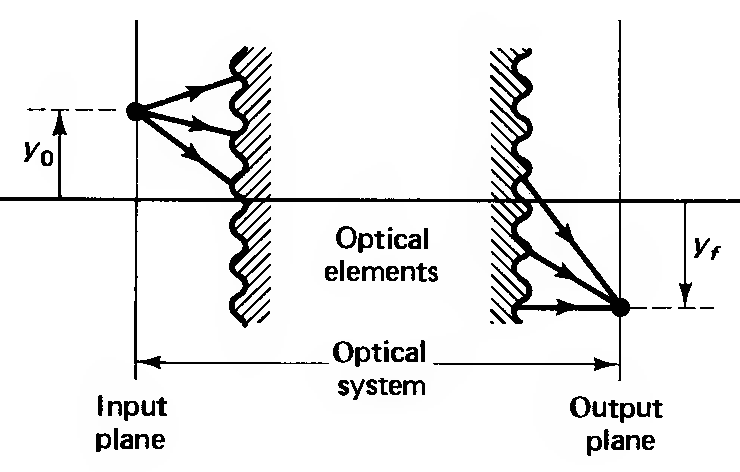 y0
Optical
elements
yf
Optical
system
Input
plane
Output
plane